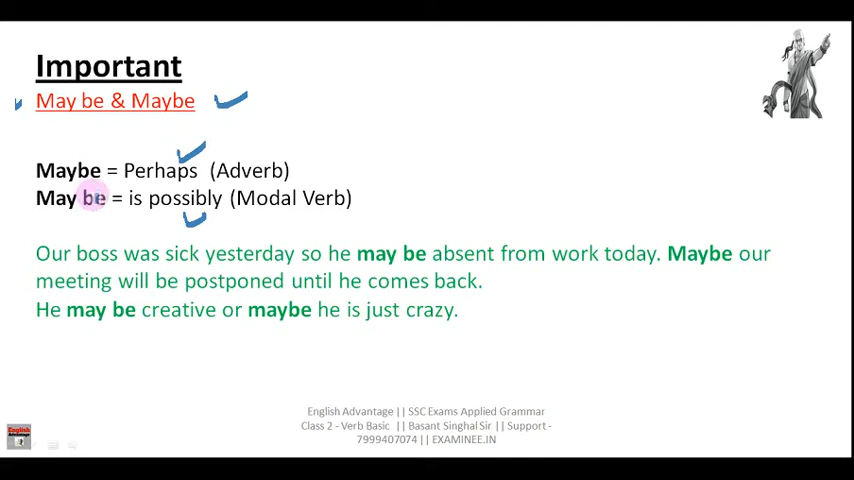 Important
May be & Maybe
Maybe = Perhaps (Adverb)
May be = is possibly (Modal Verb)
Our boss was sick yesterday so he may be absent from work today. Maybe our
meeting will be postponed until he comes back.
He may be creative or maybe he is just crazy.
English Advantage || SSC Exams Applied Grammar
Class 2 - Verb Basic || Basant Singhal Sir || Support -
7999407074 || EXAMINEE.IN
English
Advantage